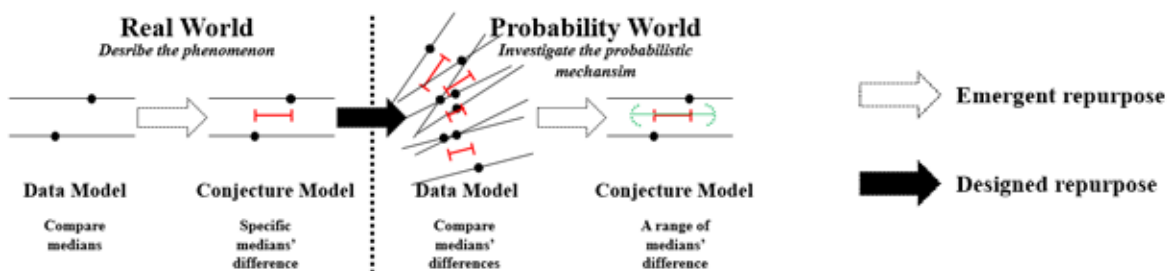 Real World
Desribe the phenomenon
Probability World
Investigate the probabilistic
mechansim
Emergent repurpose
Designed repurpose
Data Model
Compare
medians
Conjecture Model
Specific
medians'
difference
Data Model
Compare
medians'
differences
Conjecture Model
A range of
medians'
difference